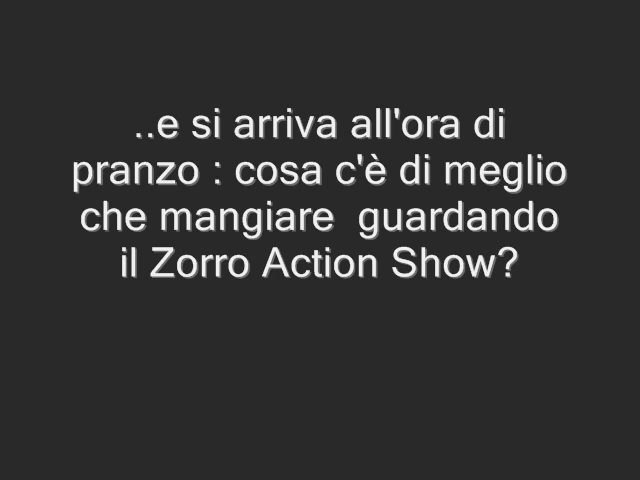 ..e si arriva all'ora di
pranzo : cosa c'è di meglio
che mangiare  guardando
il Zorro Action Show?